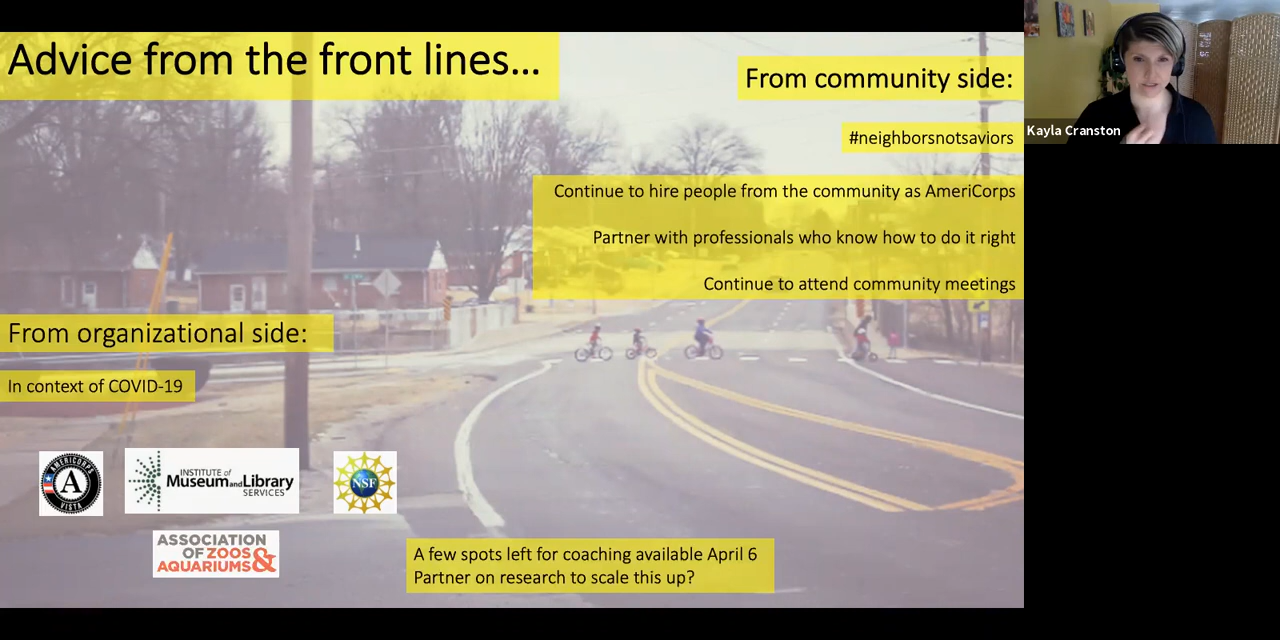 Advice from the front lines...
From community side:
#neighborsnotsaviors
Continue to hire people from the community as AmeriCorps
Partner with professionals who know how to do it right
Continue to attend community meetings
From organizational side:
In context of COVID-19
AMERICORPS
A
VISTA
INSTITUTE of
Museum and Library
SERVICES
NSF
ASSOCIATION
OF ZOOS
AQUARIUMS &
A few spots left for coaching available April 6
Partner on research to scale this up?
Kayla Cranston